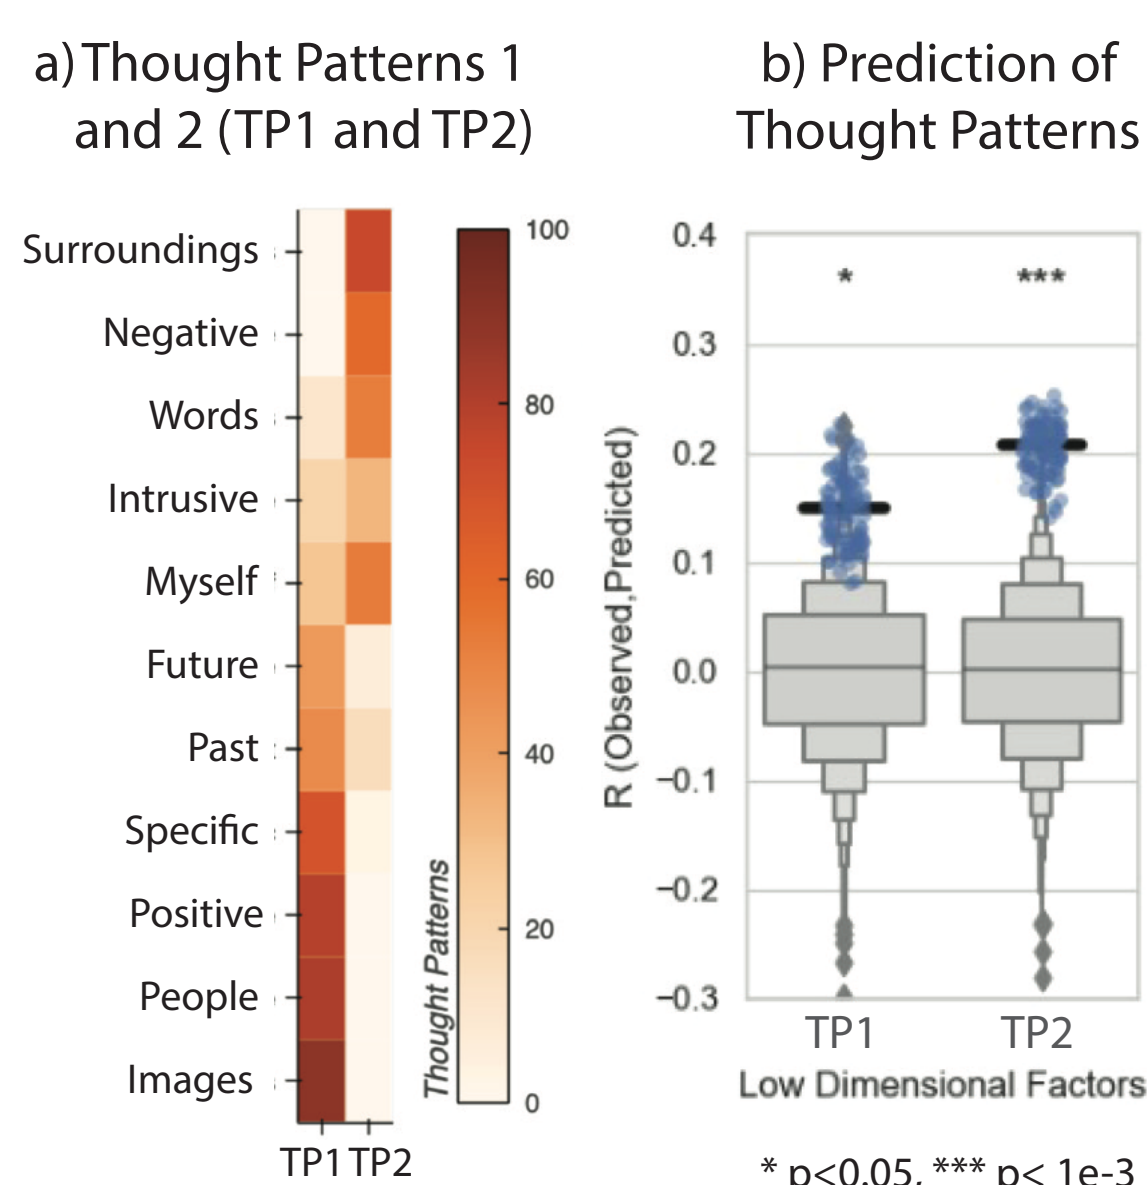 a) Thought Patterns 1
and 2 (TP1 and TP2)
b) Prediction of
Thought Patterns
Surroundings
Negative
Words
Intrusive
Myself
Future
Past
Specific
Positive
People
Images
TP1 TP2
100
80
60
40
20
0
Thought Patterns
R (Observed,Predicted)
0.4
0.3
0.2
0.1
0.0
−0.1
−0.2
−0.3
*
***
TP1
TP2
Low Dimensional Factors
* p<0.05, *** p< 1e-3